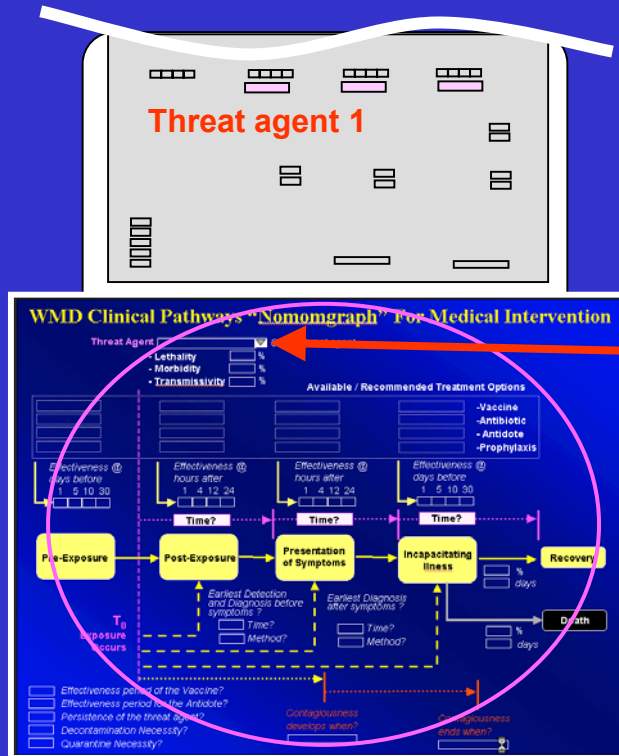 Threat agent 1
WMD Clinical Pathways "Nomomgraph" For Medical Intervention
Threat Agent
- Lethality %
- Morbidity %
- Transmissivity %
Available / Recommended Treatment Options
-Vaccine
-Antibiotic
- Antidote
-Prophylaxis
Effectiveness @
days before
1 5 10 30
Effectiveness @
hours after
1 4 12 24
Effectiveness @
hours after
1 4 12 24
Effectiveness @
days before
1 5 10 30
Time?
Time?
Time?
Pre-Exposure
Post-Exposure
Presentation
of Symptoms
Incapacitating
Illness
Recovery
%
days
Death
%
days
T0
Exposure
Occurs
Earliest Detection
and Diagnosis before
symptoms ?
Time?
Method?
Earliest Diagnosis
after symptoms ?
Time?
Method?
Effectiveness period of the Vaccine?
Effectiveness period for the Antidote?
Persistence of the threat agent?
Decontamination Necessity?
Quarantine Necessity?
Contagiousness
develops when?
Contagiousness
ends when?